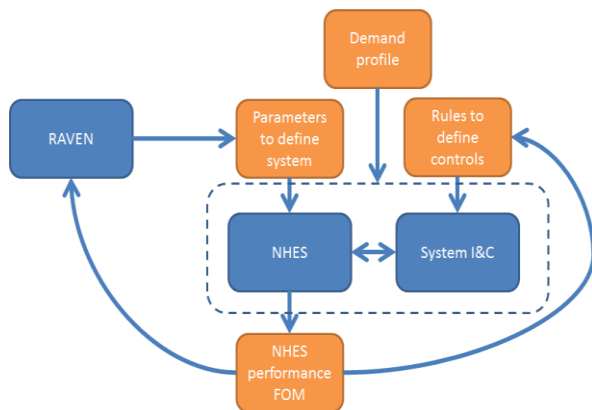 Demand
profile
RAVEN
Parameters
to define
system
Rules to
define
controls
NHES
System I&C
NHES
performance
FOM